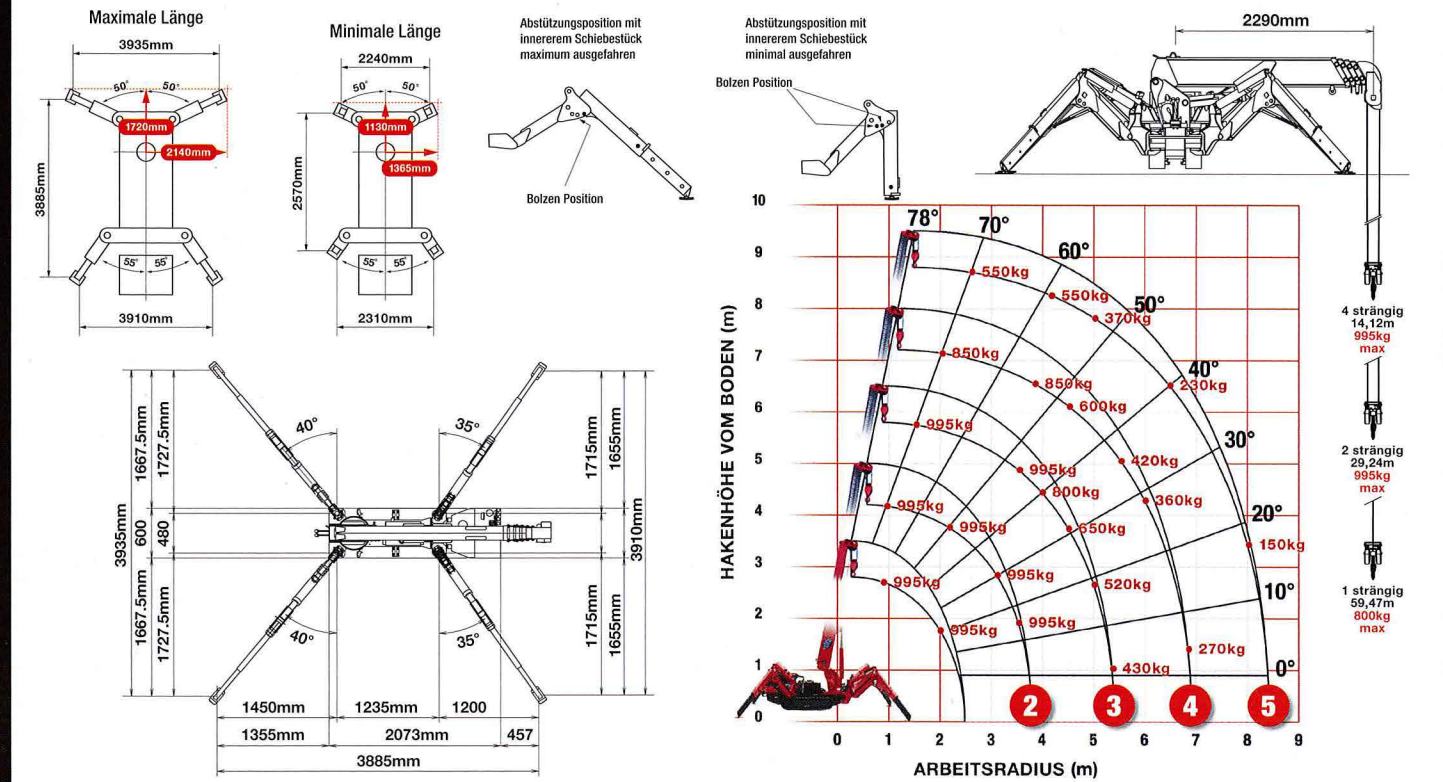 Maximale Länge
3935mm
50°
50°
1720mm
2140mm
3885mm
55°
55°
3910mm
Minimale Länge
2240mm
50°
50°
1130mm
1365mm
2570mm
55°
55°
2310mm
Abstützungsposition mit
innererem Schiebestück
maximum ausgefahren
Bolzen Position
Abstützungsposition mit
innererem Schiebestück
minimal ausgefahren
Bolzen Position
2290mm
4 strängig
14,12m
995kg
max
2 strängig
29,24m
995kg
max
1 strängig
59,47m
800kg
max
3935mm
1667.5mm
1727.5mm
600
480
1667.5mm
1727.5mm
40°
35°
40°
35°
1715mm
1655mm
3910mm
1715mm
1655mm
1450mm
1235mm
1200
1355mm
2073mm
457
3885mm
HAKENHÖHE VOM BODEN (m)
10
9
8
7
6
5
4
3
2
1
0
78°
70°
60°
50°
40°
30°
20°
10°
0°
550kg
550kg
370kg
230kg
150kg
850kg
850kg
600kg
420kg
360kg
270kg
995kg
995kg
800kg
650kg
520kg
430kg
995kg
995kg
995kg
995kg
995kg
995kg
2
3
4
5
0
1
2
3
4
5
6
7
8
9
ARBEITSRADIUS (m)